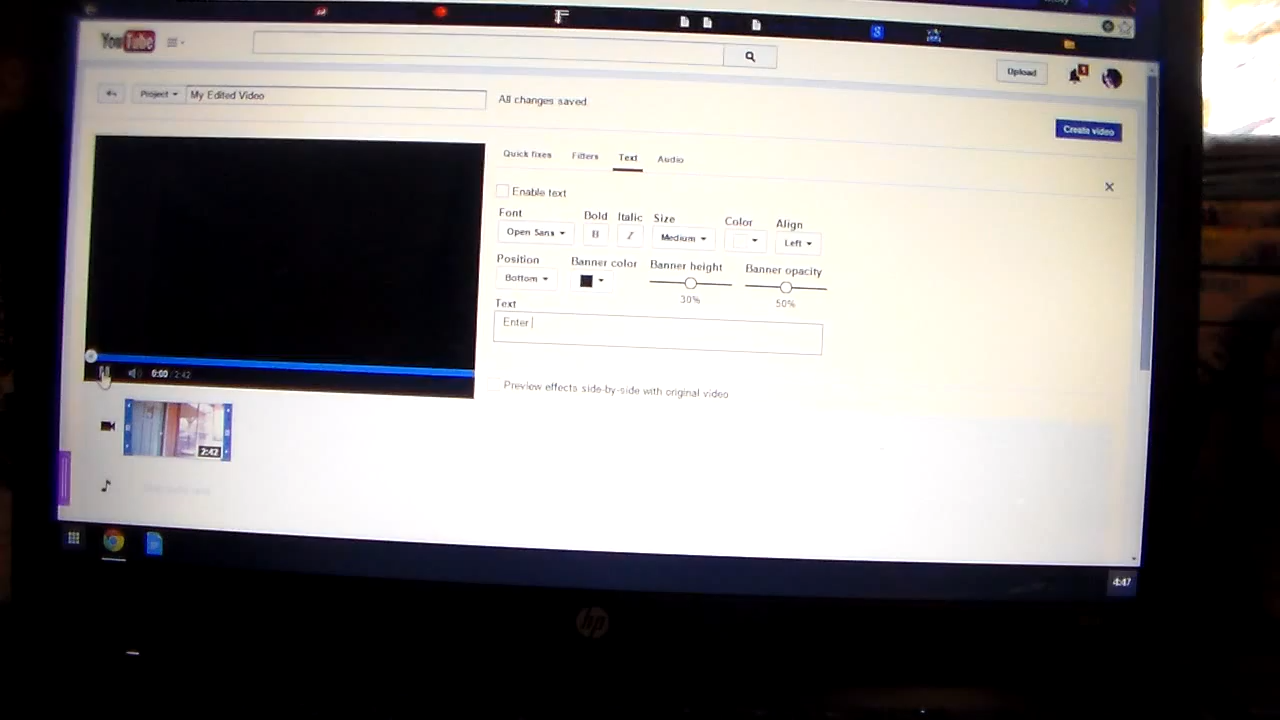 YouTube
Upload
1
Project
My Edited Video
All changes saved
Create video
Quick fixes
Filters
Text
Audio
Enable text
Font
Bold
Italic
Size
Color
Align
Open Sans
B
I
Medium
Left
Position
Banner color
Banner height
Banner opacity
Bottom
30%
50%
Text
Enter
0:00 / 2:42
Preview effects side-by-side with original video
2:42
4:47
hp